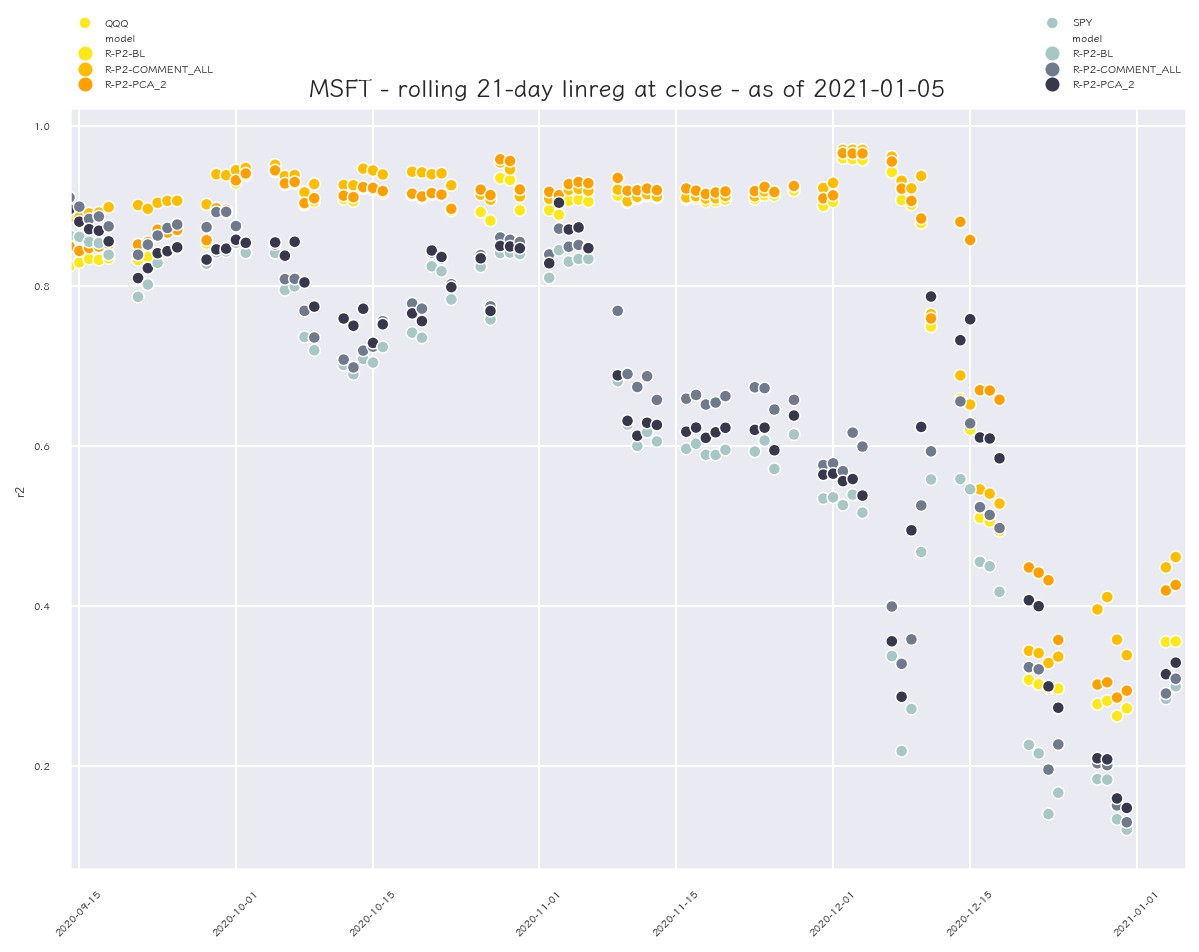 QQQ
model
R-P2-BL
R-P2-COMMENT_ALL
R-P2-PCA_2
SPY
model
R-P2-BL
R-P2-COMMENT_ALL
R-P2-PCA_2
MSFT - rolling 21-day linreg at close - as of 2021-01-05
1.0
0.8
0.6
0.4
0.2
r2
2020-09-15
2020-10-01
2020-10-15
2020-11-01
2020-11-15
2020-12-01
2020-12-15
2021-01-01